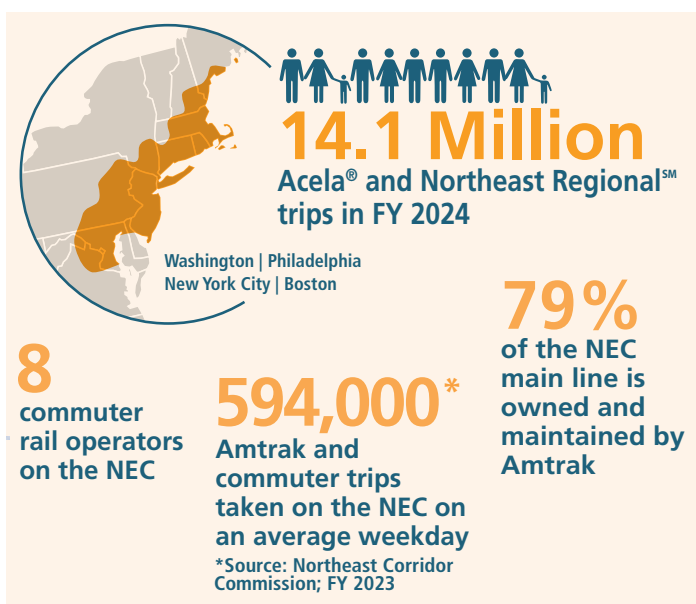 14.1 Million
Acela® and Northeast Regional℠
trips in FY 2024
Washington | Philadelphia
New York City | Boston
8
commuter
rail operators
on the NEC
594,000*
Amtrak and
commuter trips
taken on the NEC on
an average weekday
*Source: Northeast Corridor
Commission; FY 2023
79%
of the NEC
main line is
owned and
maintained by
Amtrak